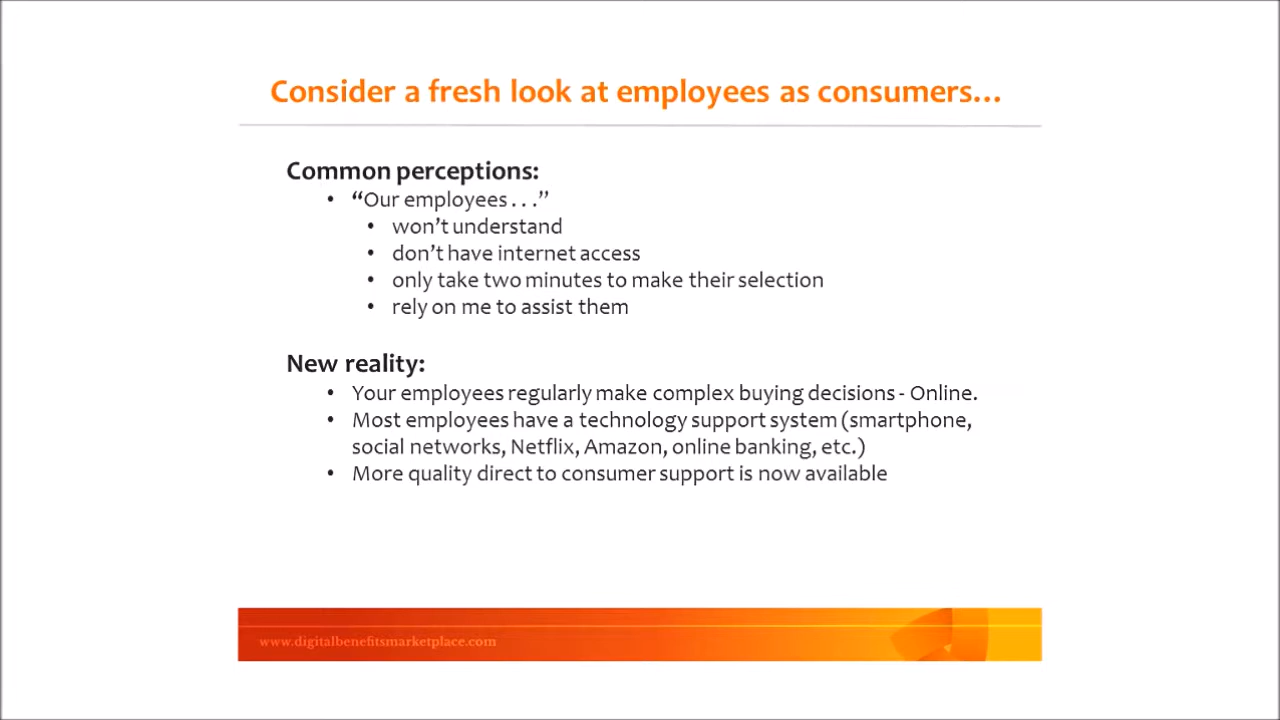 Consider a fresh look at employees as consumers...
Common perceptions:
• “Our employees . . .”
• won’t understand
• don’t have internet access
• only take two minutes to make their selection
• rely on me to assist them
New reality:
• Your employees regularly make complex buying decisions - Online.
• Most employees have a technology support system (smartphone,
social networks, Netflix, Amazon, online banking, etc.)
• More quality direct to consumer support is now available
www.digitalbenefitsmarketplace.com